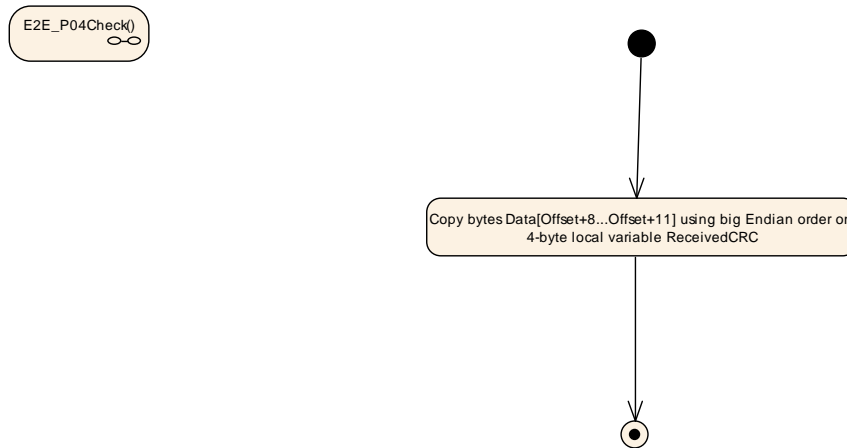 E2E_P04Check()
Copy bytes Data[Offset+8...Offset+11] using big Endian order on
4-byte local variable ReceivedCRC